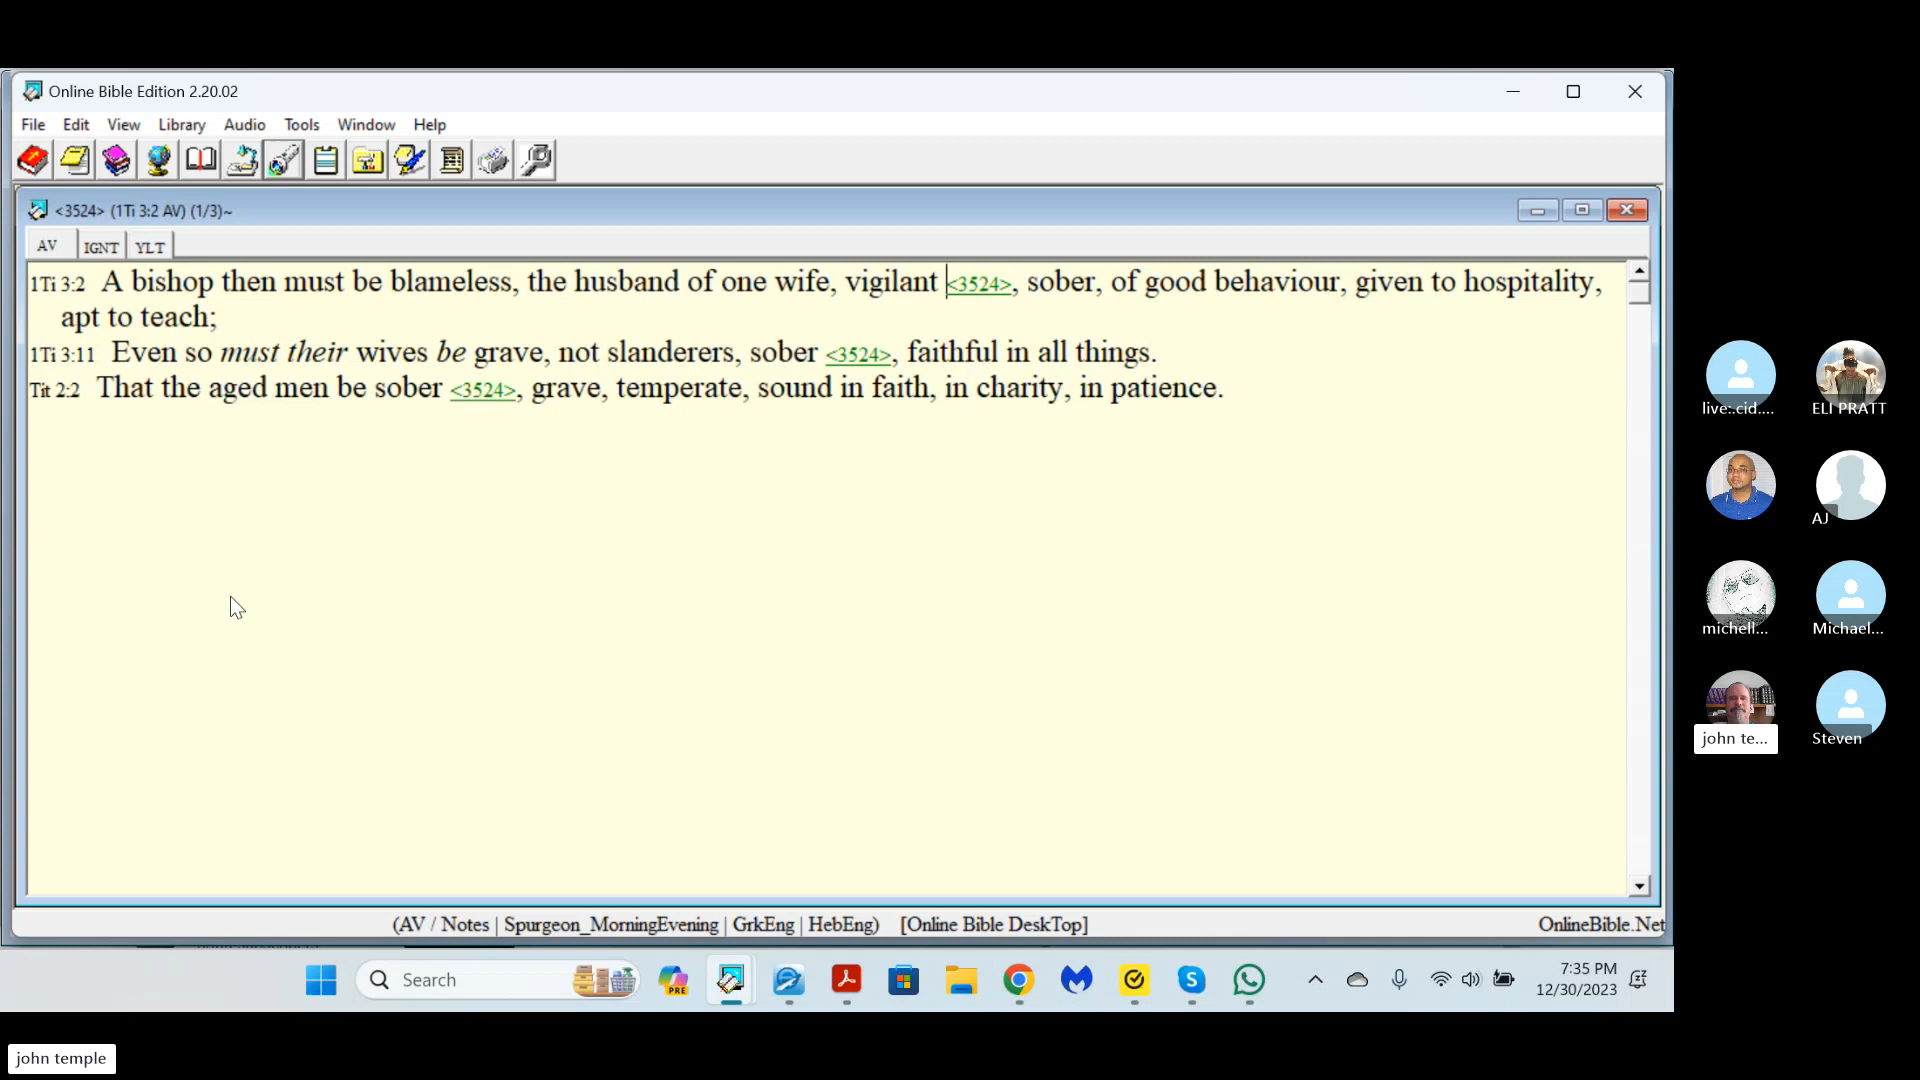 Online Bible Edition 2.20.02
File Edit View Library Audio Tools Window Help
<3524> (1Ti 3:2 AV) (1/3)~
AV IGNT YLT
1Ti 3:2 A bishop then must be blameless, the husband of one wife, vigilant <3524>, sober, of good behaviour, given to hospitality,
apt to teach;
1Ti 3:11 Even so must their wives be grave, not slanderers, sober <3524>, faithful in all things.
Tit 2:2 That the aged men be sober <3524>, grave, temperate, sound in faith, in charity, in patience.
live:.cid.... ELI PRATT
AJ
michell... Michael...
john te... Steven
(AV / Notes | Spurgeon_MorningEvening | GrkEng | HebEng) [Online Bible DeskTop] OnlineBible.Net
Search PRE 7:35 PM
12/30/2023
john temple